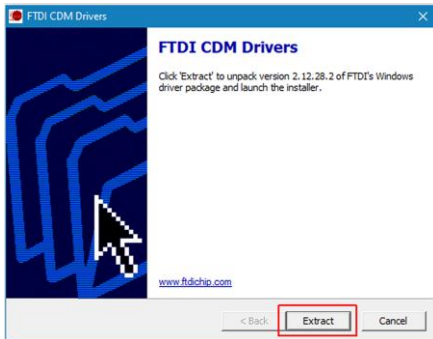 FTDI CDM Drivers
FTDI CDM Drivers
Click 'Extract' to unpack version 2.12.28.2 of FTDI's Windows
driver package and launch the installer.
www.ftdichip.com
< Back Extract Cancel